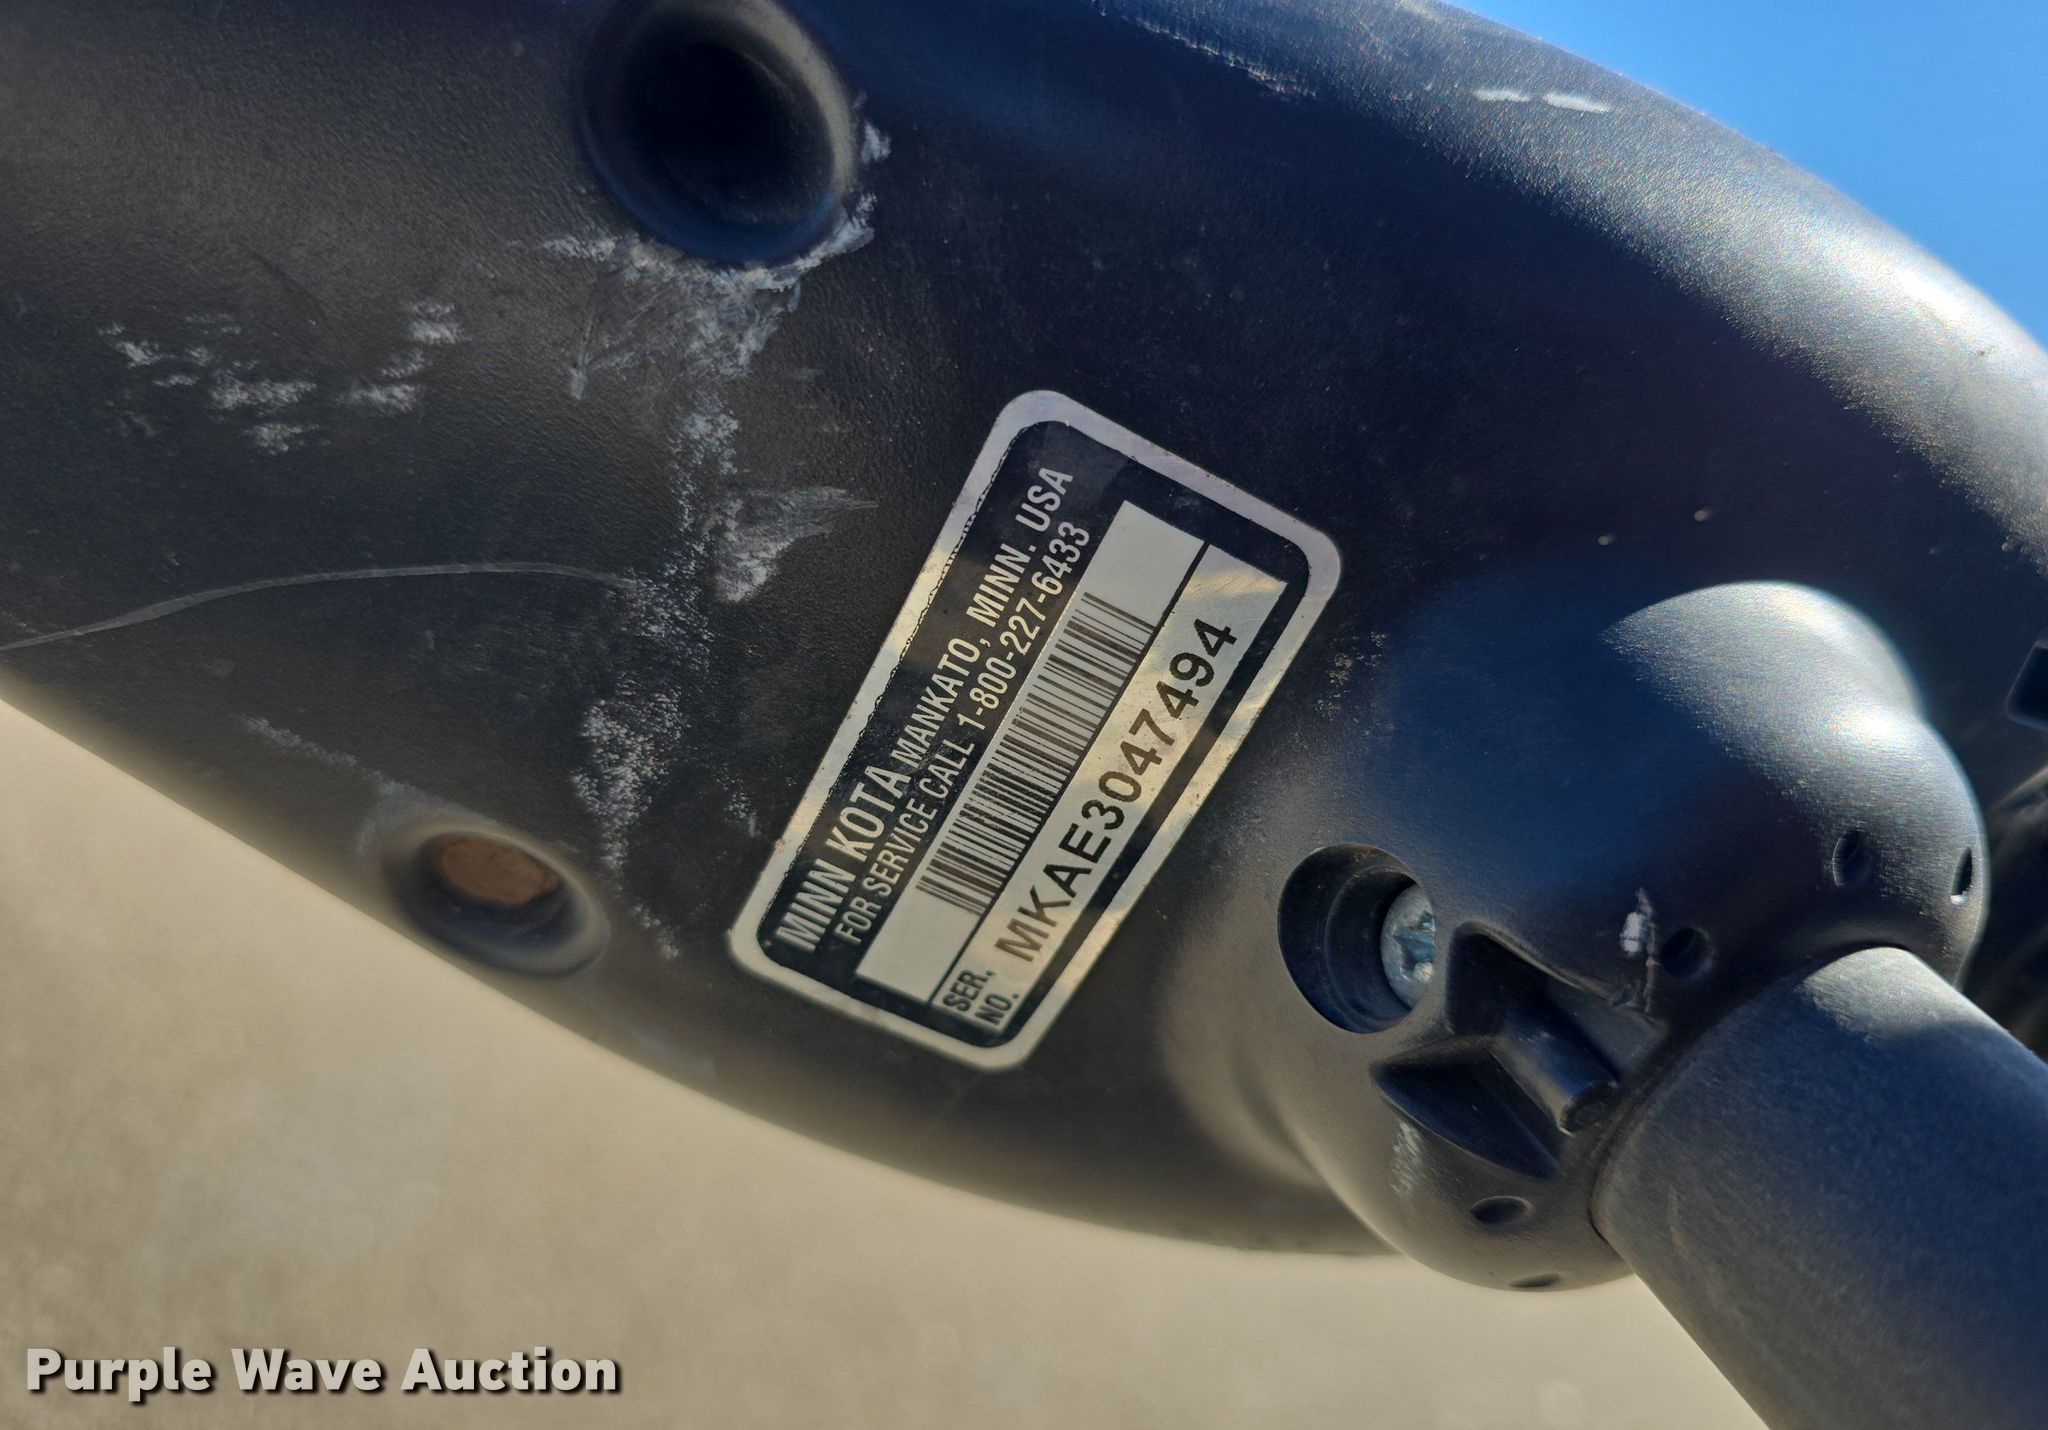 MINN KOTA MANKATO, MINN. USA
FOR SERVICE CALL 1-800-227-6433
SER.
NO. MKAE3047494
Purple Wave Auction